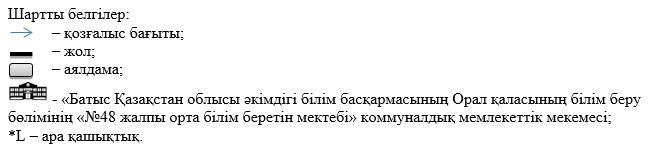 Шартты белгілер:
– қозғалыс бағыты;
– жол;
– аялдама;
- «Батыс Қазақстан облысы әкімдігі білім басқармасының Орал қаласының білім беру
бөлімінің «№48 жалпы орта білім беретін мектебі» коммуналдық мемлекеттік мекемесі;
*L – ара қашықтық.